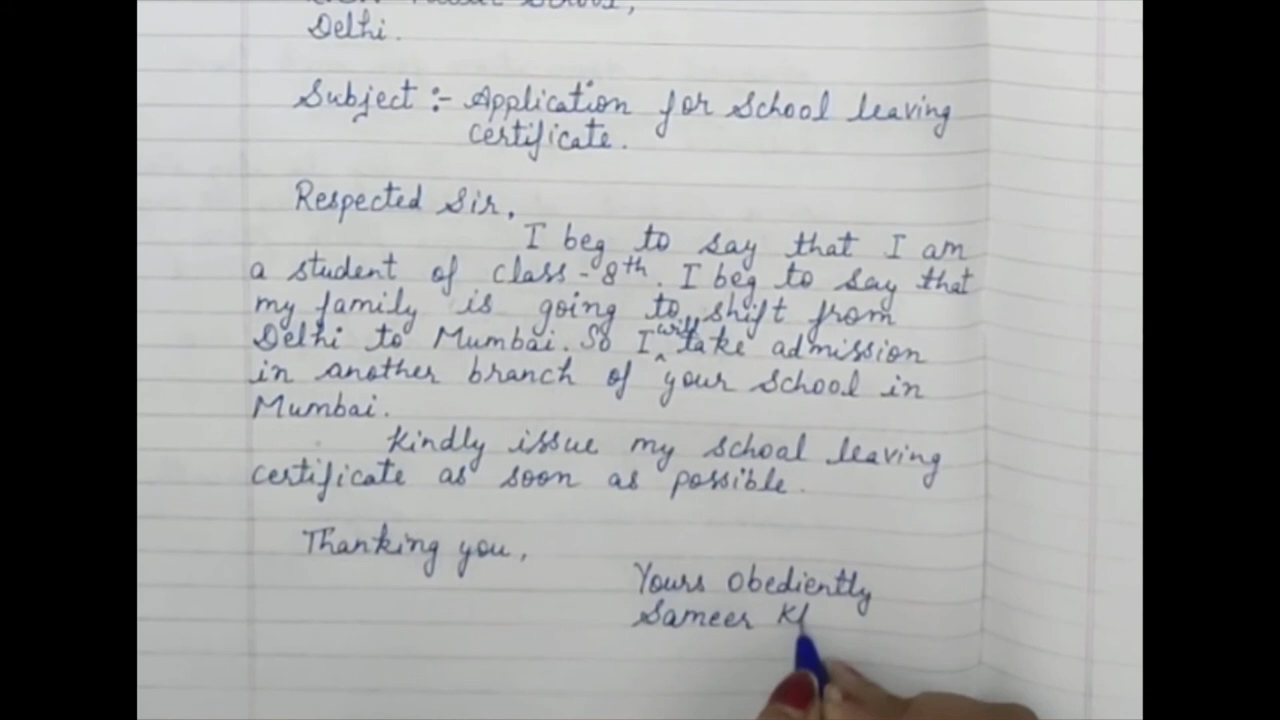 School,
Delhi.
Subject :- Application for School leaving
certificate.
Respected Sir,
I beg to say that I am
a student of class - 8th. I beg to say that
my family is going to shift from
Delhi to Mumbai. So I will take admission
in another branch of your School in
Mumbai.
Kindly issue my school leaving
certificate as soon as possible.
Thanking you,
Yours Obediently
Sameer